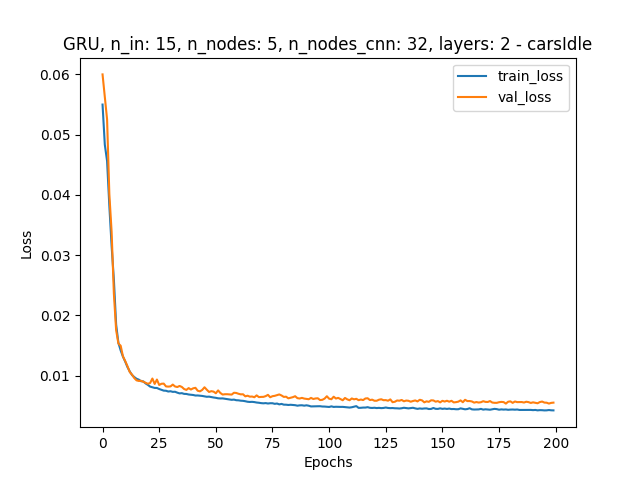 GRU, n_in: 15, n_nodes: 5, n_nodes_cnn: 32, layers: 2 - carsIdle
train_loss
val_loss
0.06
0.05
0.04
0.03
0.02
0.01
Loss
0 25 50 75 100 125 150 175 200
Epochs